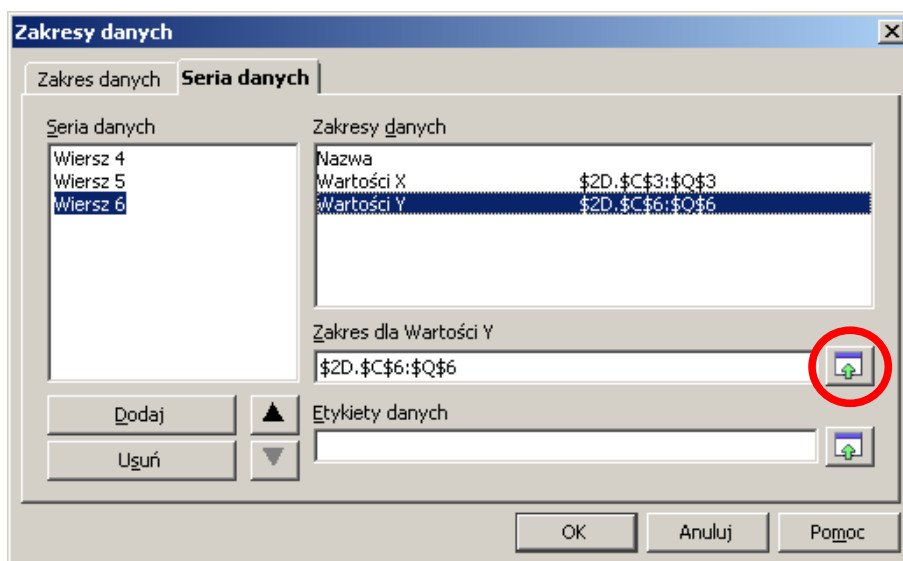 Zakresy danych
Zakres danych Seria danych
Seria danych
Wiersz 4
Wiersz 5
Wiersz 6
Zakresy danych
Nazwa
Wartości X $2D.$C$3:$Q$3
Wartości Y $2D.$C$6:$Q$6
Zakres dla Wartości Y
$2D.$C$6:$Q$6
Dodaj
Usuń
Etykiety danych
OK Anuluj Pomoc